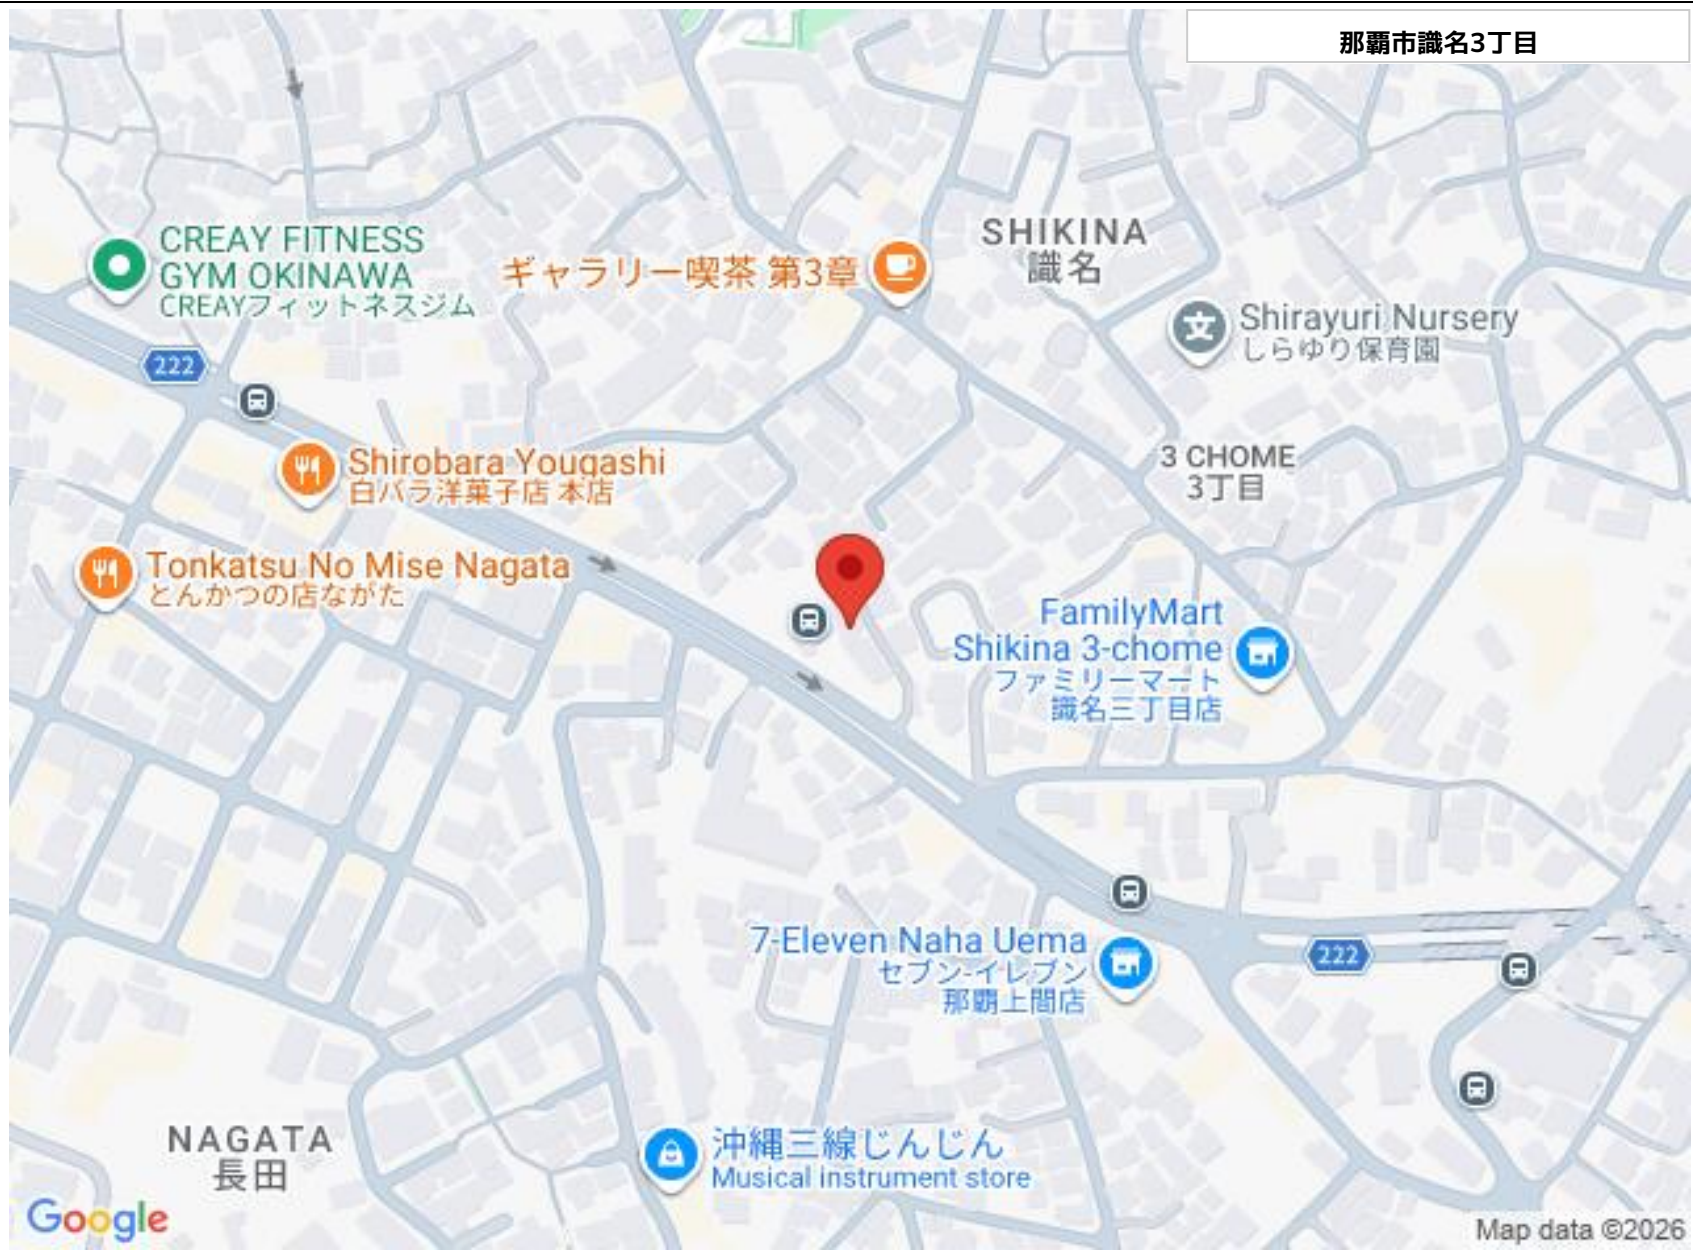 那覇市識名3丁目
CREAY FITNESS
GYM OKINAWA
CREAYフィットネスジム
ギャラリー喫茶 第3章
SHIKINA
識名
Shirayuri Nursery
しらゆり保育園
222
Shirobara Yougashi
白バラ洋菓子店 本店
3 CHOME
3丁目
Tonkatsu No Mise Nagata
とんかつの店ながた
FamilyMart
Shikina 3-chome
ファミリーマート
識名三丁目店
7-Eleven Naha Uema
セブン-イレブン
那覇上間店
222
NAGATA
長田
沖縄三線じんじん
Musical instrument store
Google
Map data ©2026